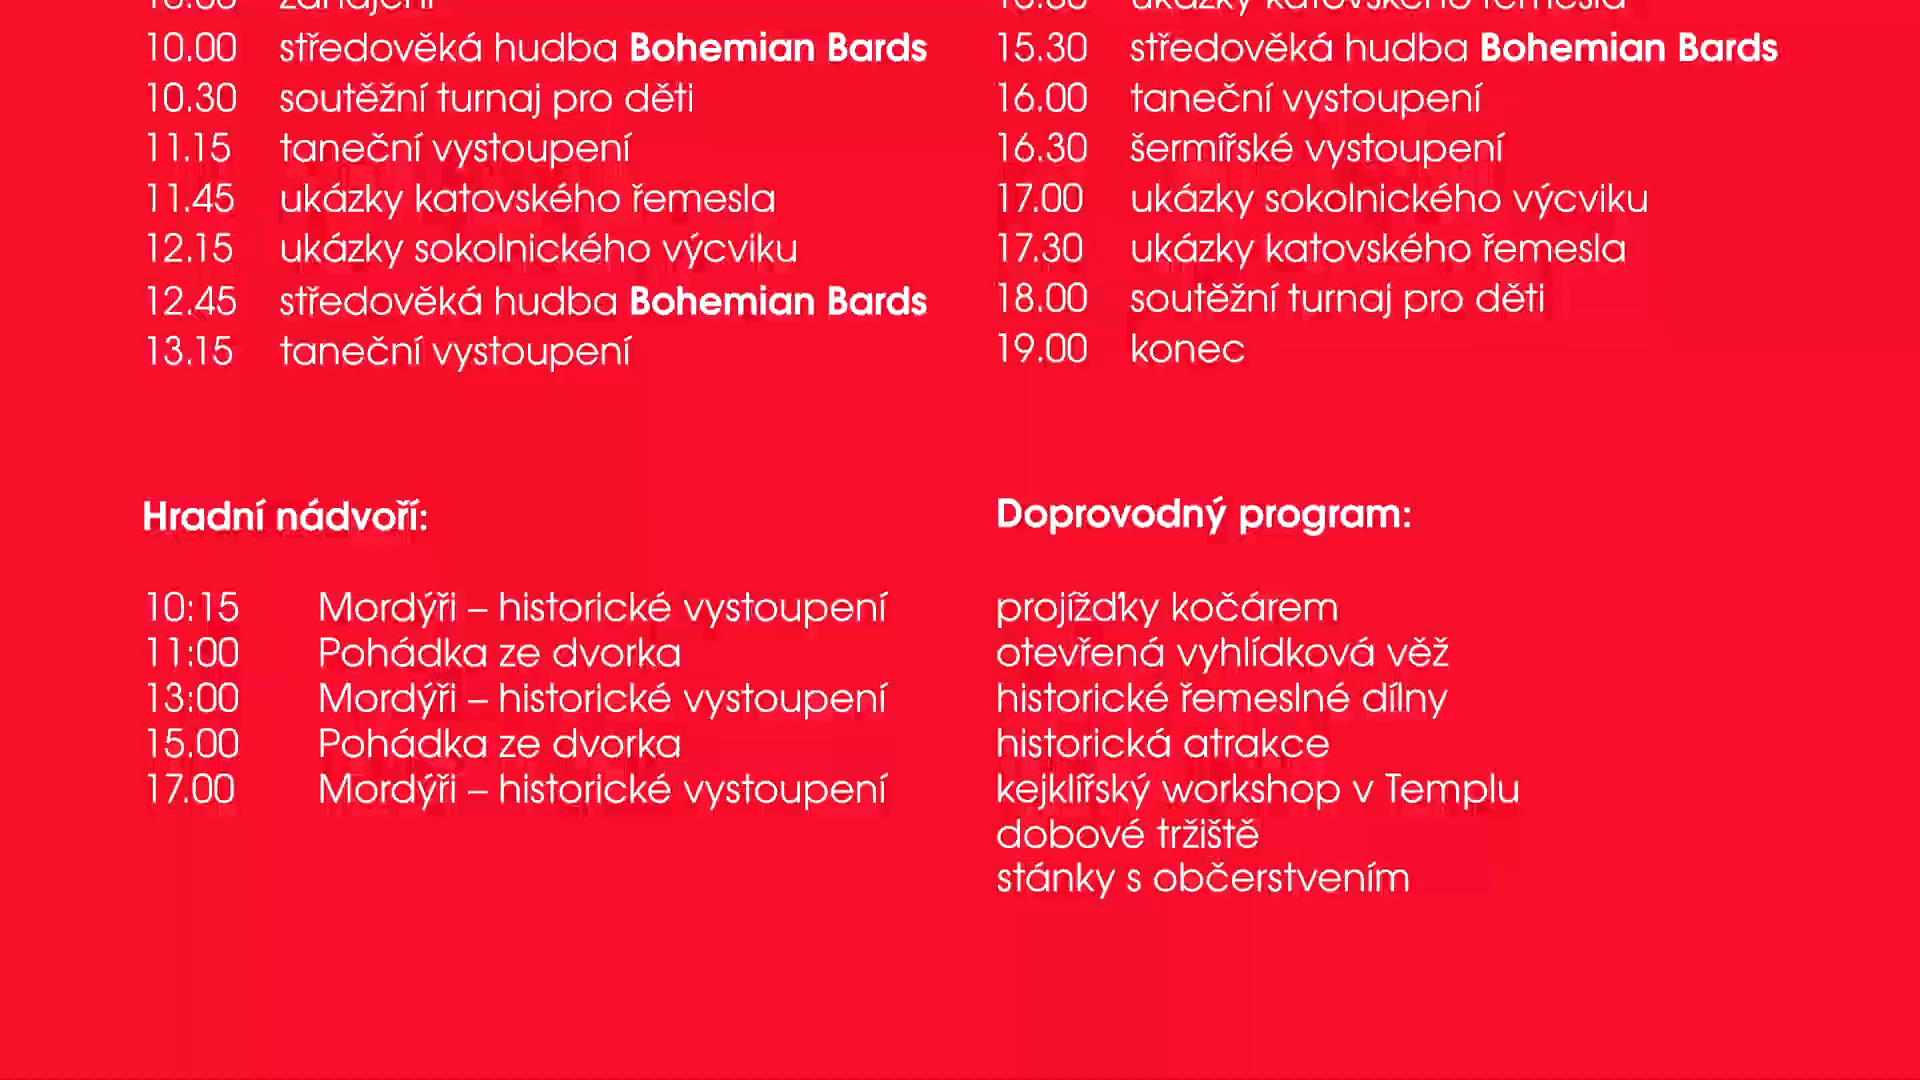 zahájení
10.00 středověká hudba Bohemian Bards
10.30 soutěžní turnaj pro děti
11.15 taneční vystoupení
11.45 ukázky katovského řemesla
12.15 ukázky sokolnického výcviku
12.45 středověká hudba Bohemian Bards
13.15 taneční vystoupení
ukázky katovského řemesla
15.30 středověká hudba Bohemian Bards
16.00 taneční vystoupení
16.30 šermířské vystoupení
17.00 ukázky sokolnického výcviku
17.30 ukázky katovského řemesla
18.00 soutěžní turnaj pro děti
19.00 konec
Hradní nádvoří:
10:15 Mordýři – historické vystoupení
11:00 Pohádka ze dvorka
13:00 Mordýři – historické vystoupení
15.00 Pohádka ze dvorka
17.00 Mordýři – historické vystoupení
Doprovodný program:
projížďky kočárem
otevřená vyhlídková věž
historické řemeslné dílny
historická atrakce
kejklířský workshop v Templu
dobové tržiště
stánky s občerstvením